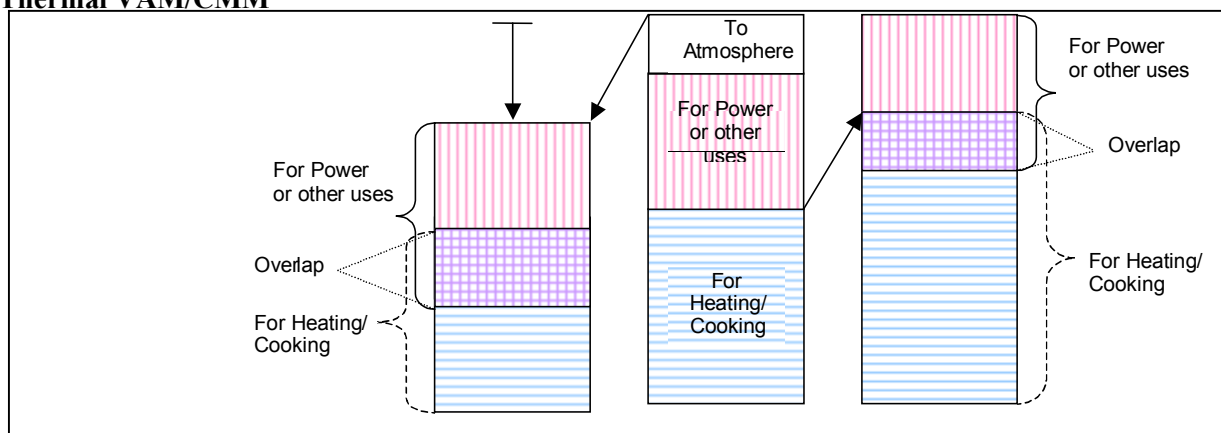 Thermal VAM/CMM
To
Atmosphere
For Power
or other uses
For Power
or other
uses
Overlap
For Power
or other uses
Overlap
For
Heating/
Cooking
For Heating/
Cooking
For Heating/
Cooking